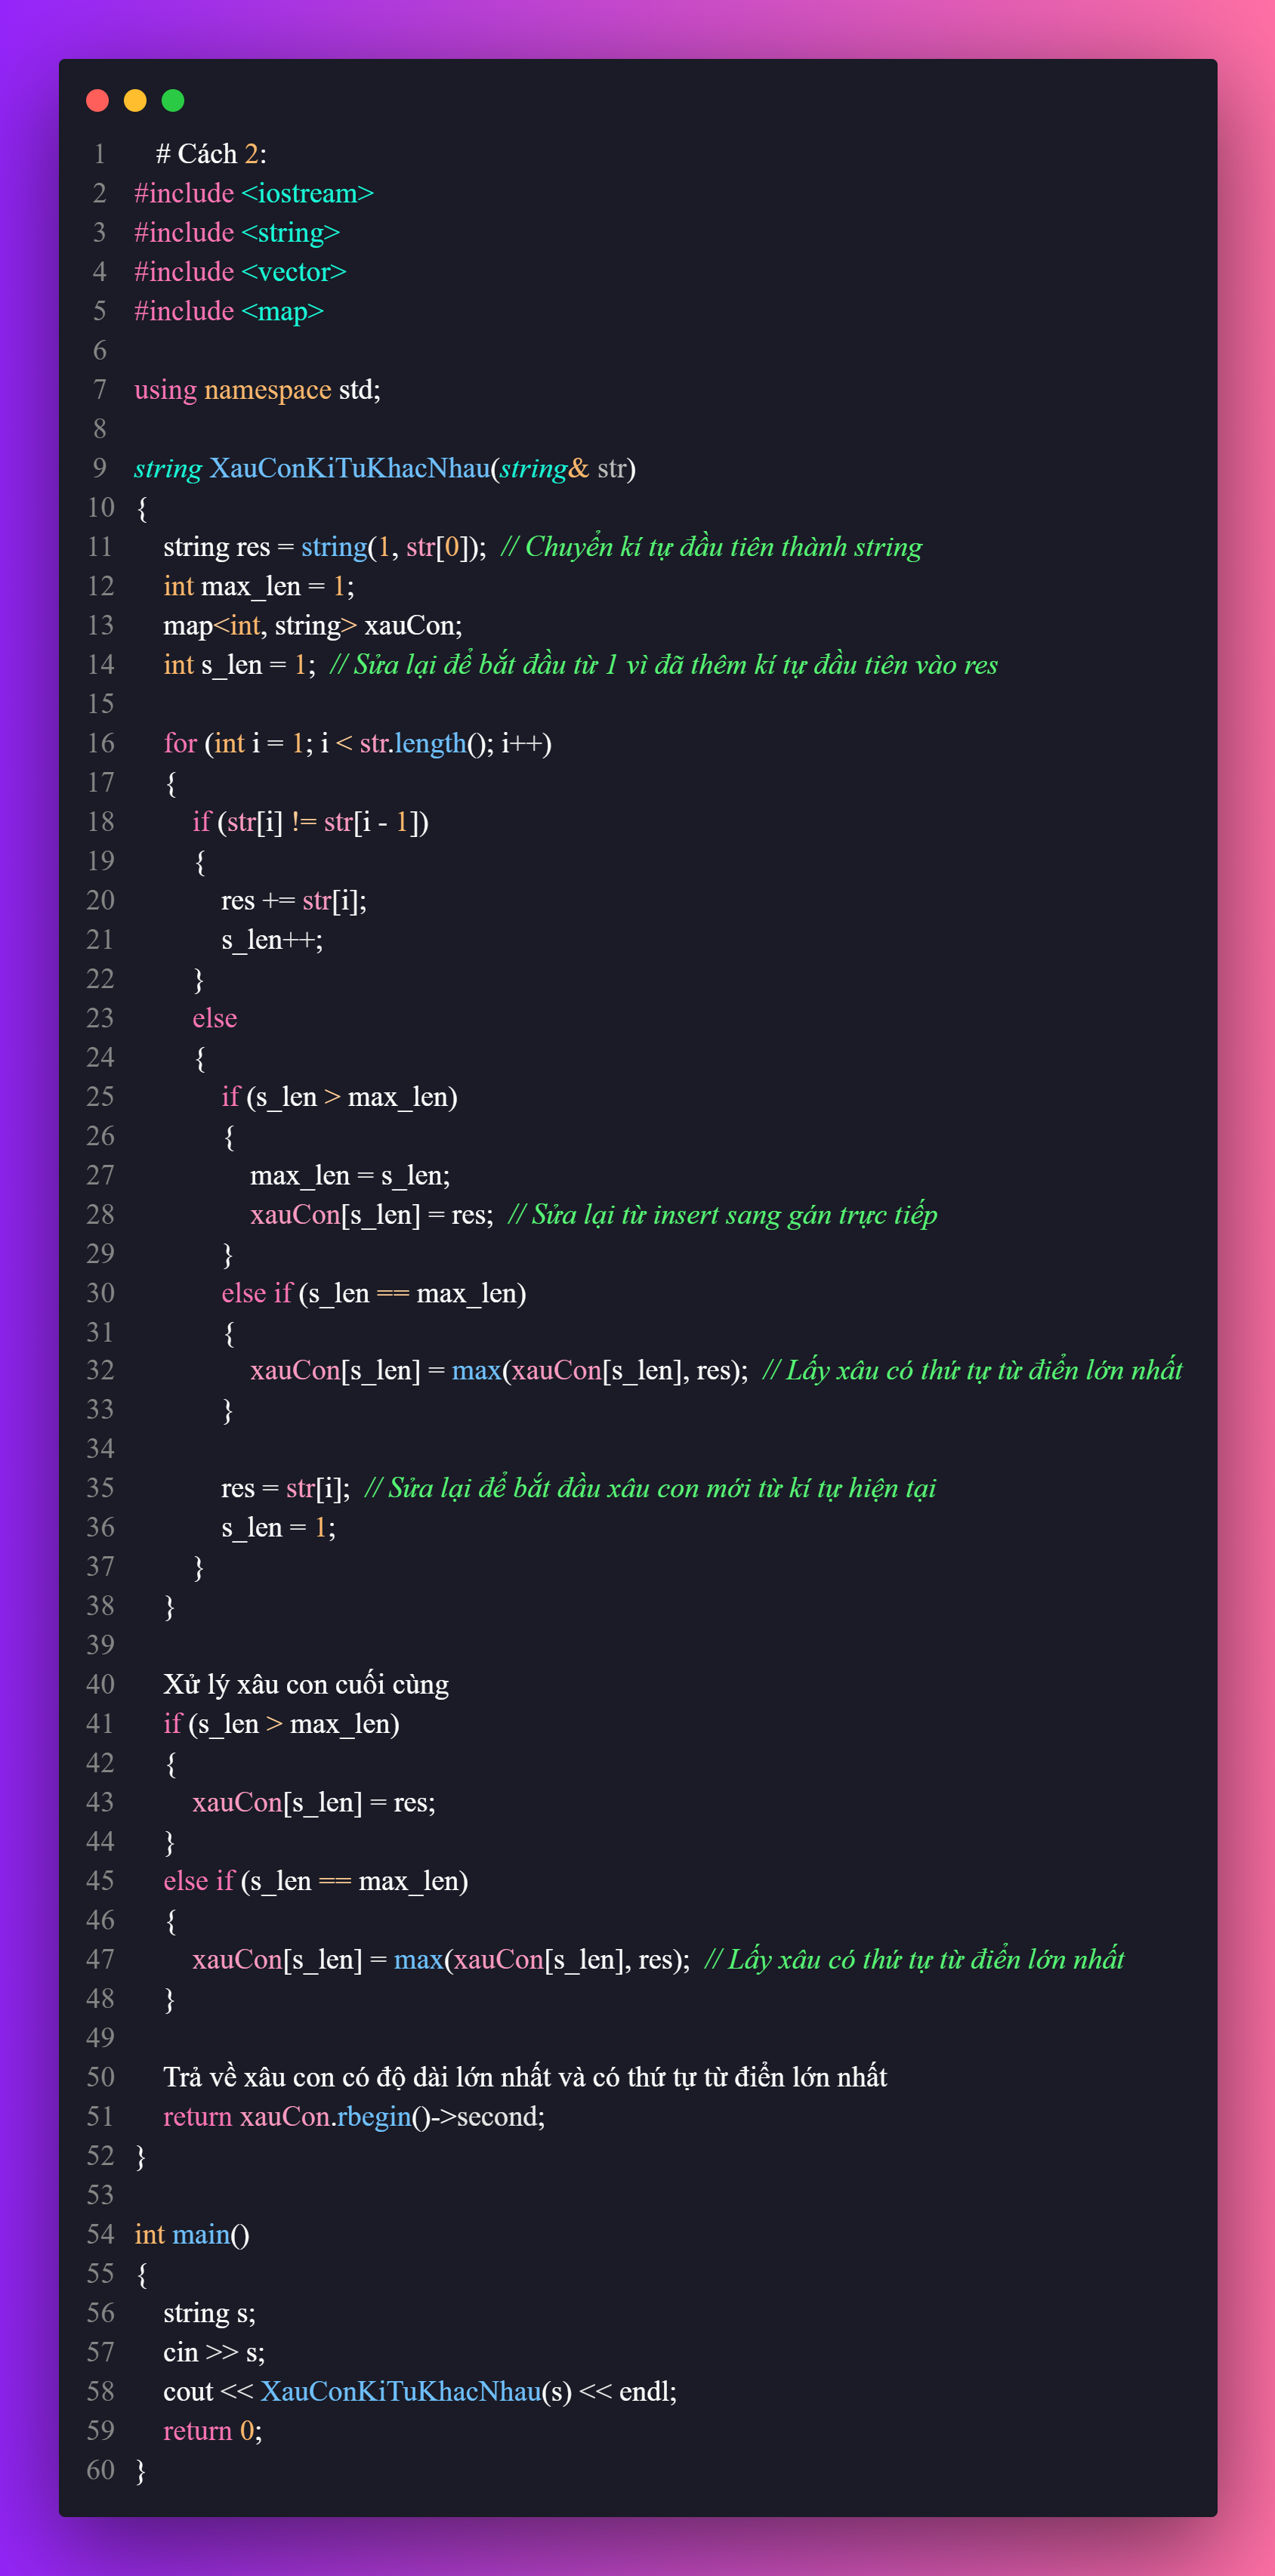 1 # Cách 2:
2 #include <iostream>
3 #include <string>
4 #include <vector>
5 #include <map>
6
7 using namespace std;
8
9 string XauConKiTuKhacNhau(string& str)
10 {
11     string res = string(1, str[0]);  // Chuyển kí tự đầu tiên thành string
12     int max_len = 1;
13     map<int, string> xauCon;
14     int s_len = 1;  // Sửa lại để bắt đầu từ 1 vì đã thêm kí tự đầu tiên vào res
15
16     for (int i = 1; i < str.length(); i++)
17     {
18         if (str[i] != str[i - 1])
19         {
20             res += str[i];
21             s_len++;
22         }
23         else
24         {
25             if (s_len > max_len)
26             {
27                 max_len = s_len;
28                 xauCon[s_len] = res;  // Sửa lại từ insert sang gán trực tiếp
29             }
30             else if (s_len == max_len)
31             {
32                 xauCon[s_len] = max(xauCon[s_len], res);  // Lấy xâu có thứ tự từ điển lớn nhất
33             }
34
35             res = str[i];  // Sửa lại để bắt đầu xâu con mới từ kí tự hiện tại
36             s_len = 1;
37         }
38     }
39
40     Xử lý xâu con cuối cùng
41     if (s_len > max_len)
42     {
43         xauCon[s_len] = res;
44     }
45     else if (s_len == max_len)
46     {
47         xauCon[s_len] = max(xauCon[s_len], res);  // Lấy xâu có thứ tự từ điển lớn nhất
48     }
49
50     Trả về xâu con có độ dài lớn nhất và có thứ tự từ điển lớn nhất
51     return xauCon.rbegin()->second;
52 }
53
54 int main()
55 {
56     string s;
57     cin >> s;
58     cout << XauConKiTuKhacNhau(s) << endl;
59     return 0;
60 }